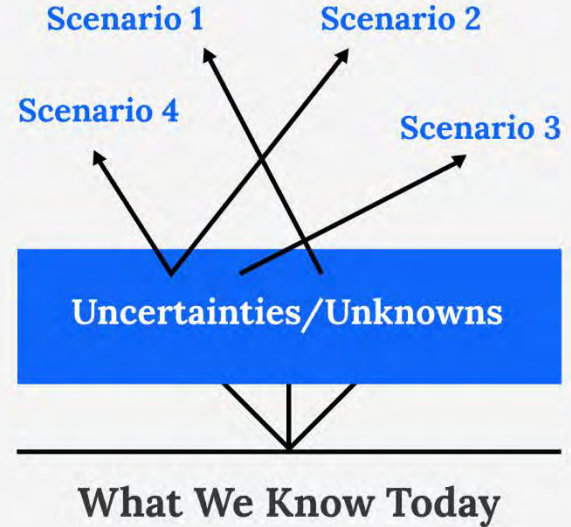 Scenario 1
Scenario 2
Scenario 4
Scenario 3
Uncertainties/Unknowns
What We Know Today